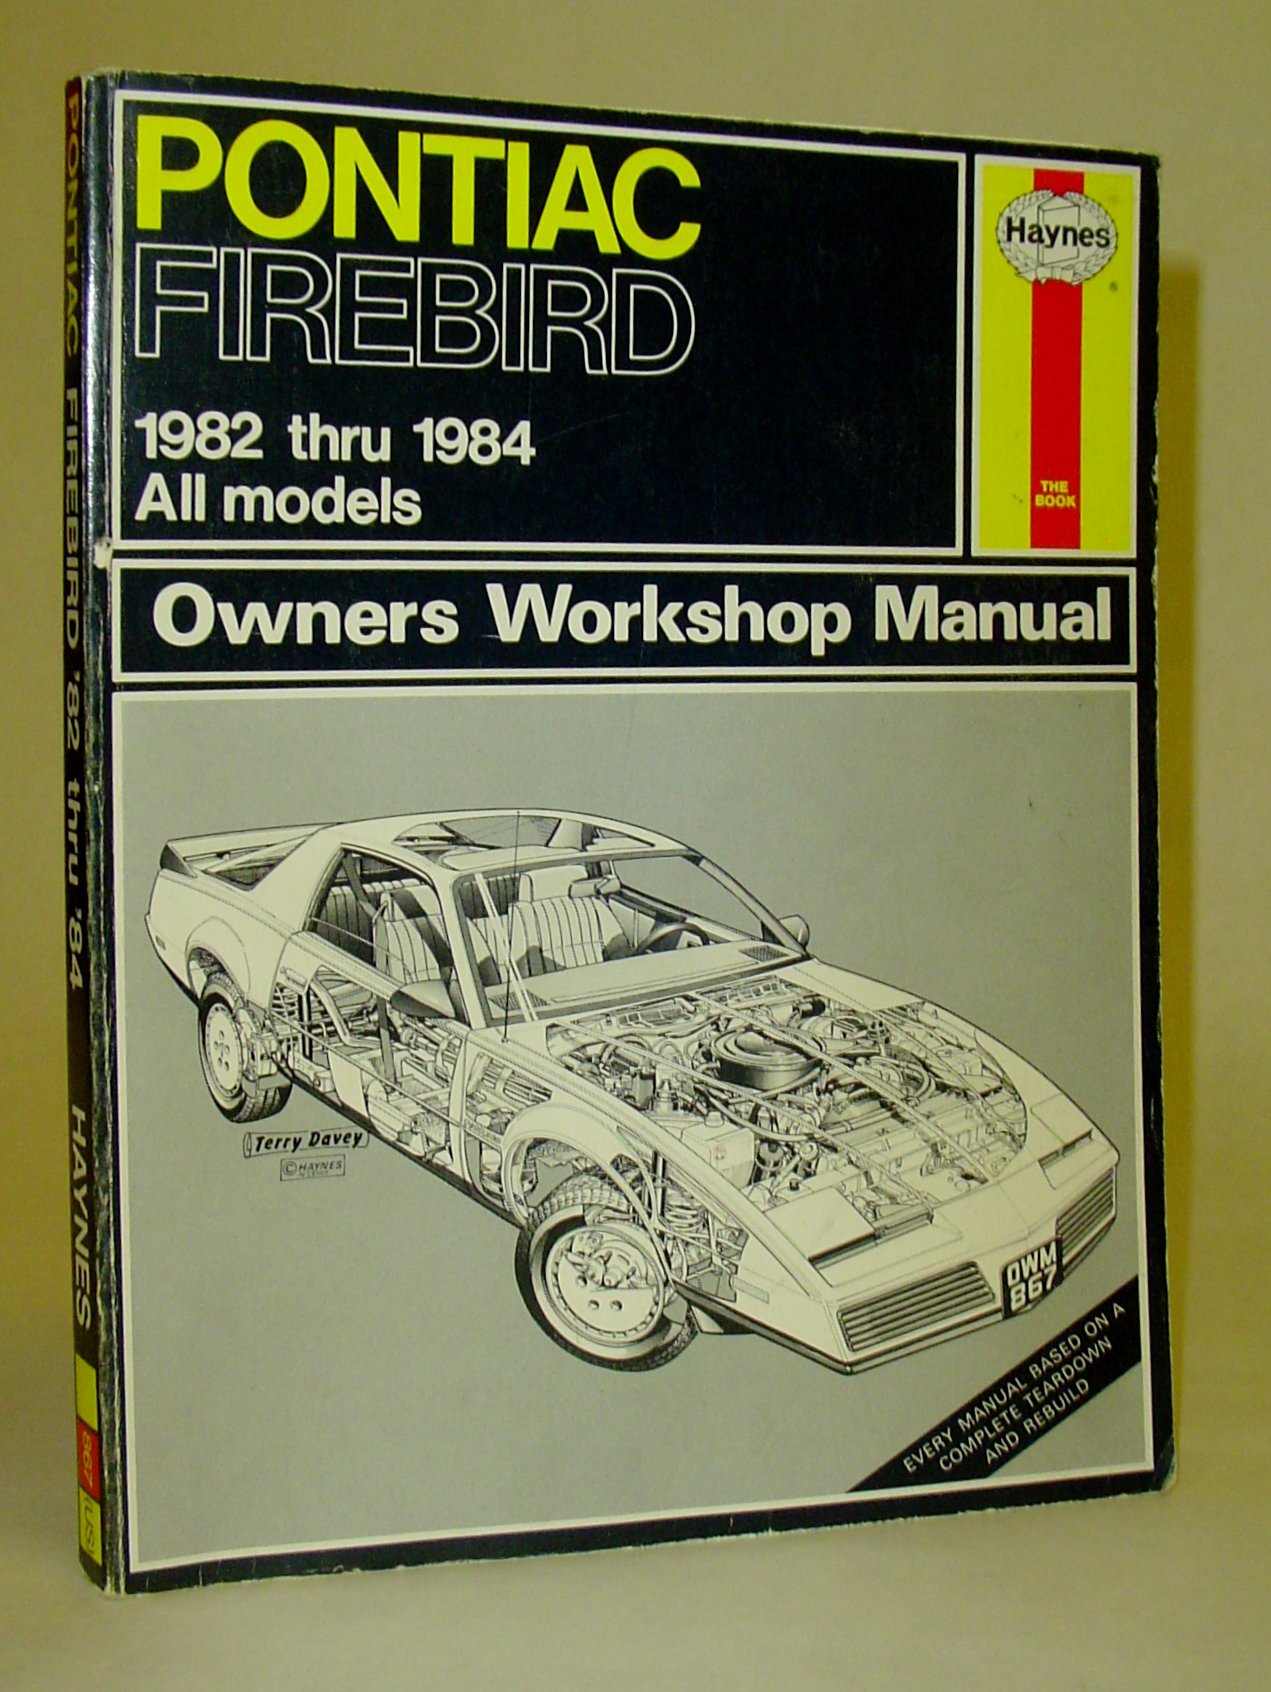 PONTIAC
FIREBIRD
1982 thru 1984
All models
Haynes
®
THE
BOOK
Owners Workshop Manual
Terry Davey
© HAYNES
OWM
867
EVERY MANUAL BASED ON A
COMPLETE TEARDOWN
AND REBUILD
PONTIAC FIREBIRD '82 thru '84 HAYNES
867 (US)